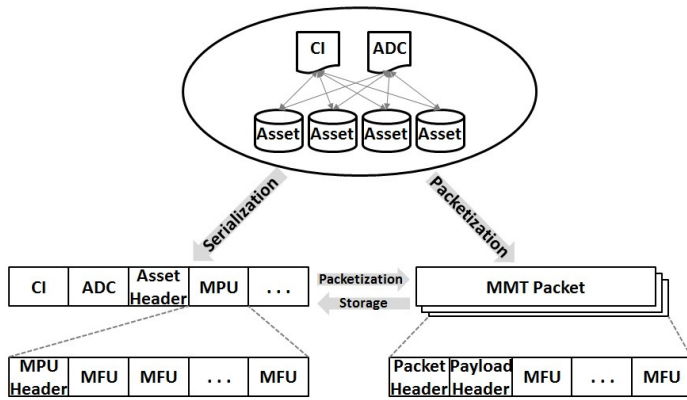 CI ADC
Asset Asset Asset Asset
Serialization
Packetization
CI ADC Asset Header MPU ...
Packetization
Storage
MMT Packet
MPU Header MFU MFU ... MFU
Packet Header Payload Header MFU ... MFU